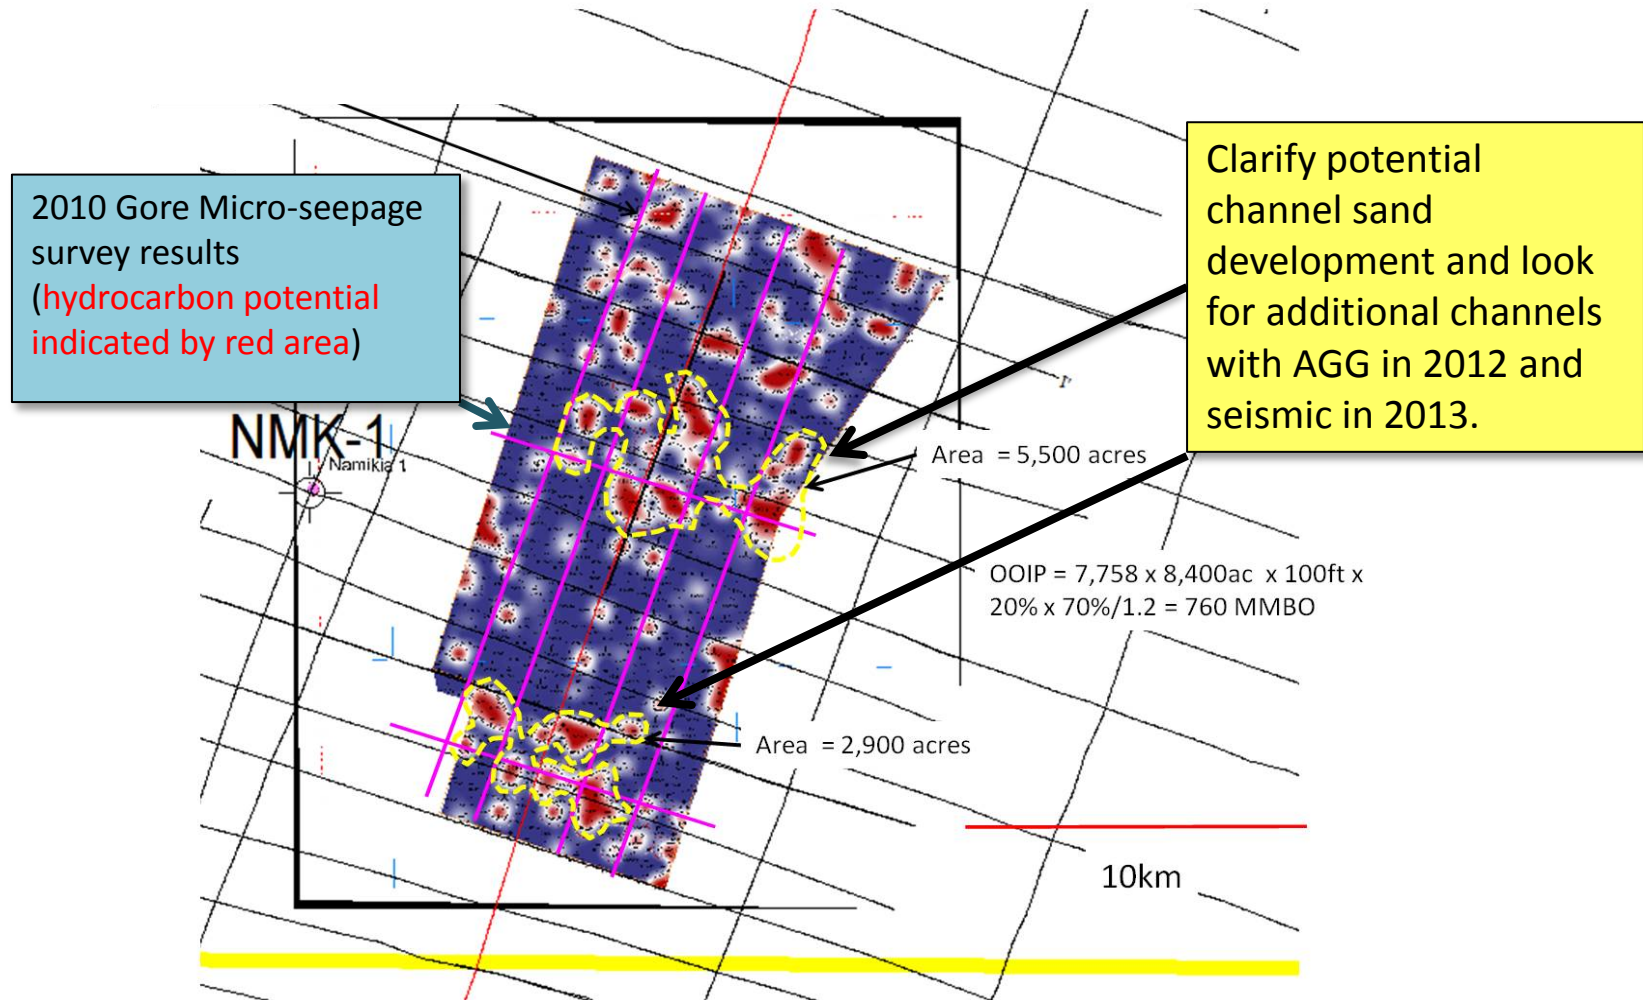 2010 Gore Micro-seepage
survey results
(hydrocarbon potential
indicated by red area)
Clarify potential
channel sand
development and look
for additional channels
with AGG in 2012 and
seismic in 2013.
NMK-1
Namikia 1
Area = 5,500 acres
OOIP = 7,758 x 8,400ac x 100ft x
20% x 70%/1.2 = 760 MMBO
Area = 2,900 acres
10km